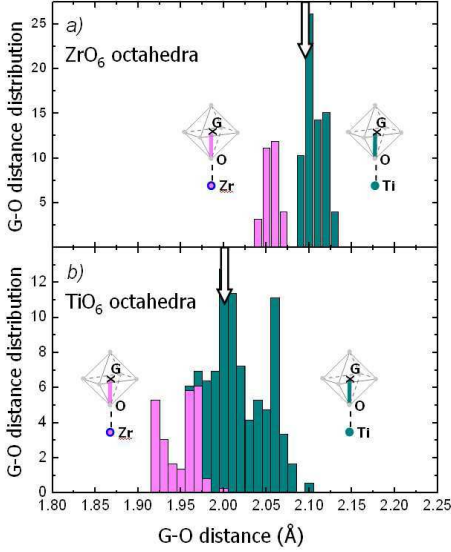 a)
ZrO6 octahedra
G-O distance distribution
25
20
15
10
5
G
O
Zr
G
O
Ti
b)
TiO6 octahedra
G-O distance distribution
12
10
8
6
4
2
0
G
O
Zr
G
O
Ti
1.80 1.85 1.90 1.95 2.00 2.05 2.10 2.15 2.20 2.25
G-O distance (Å)